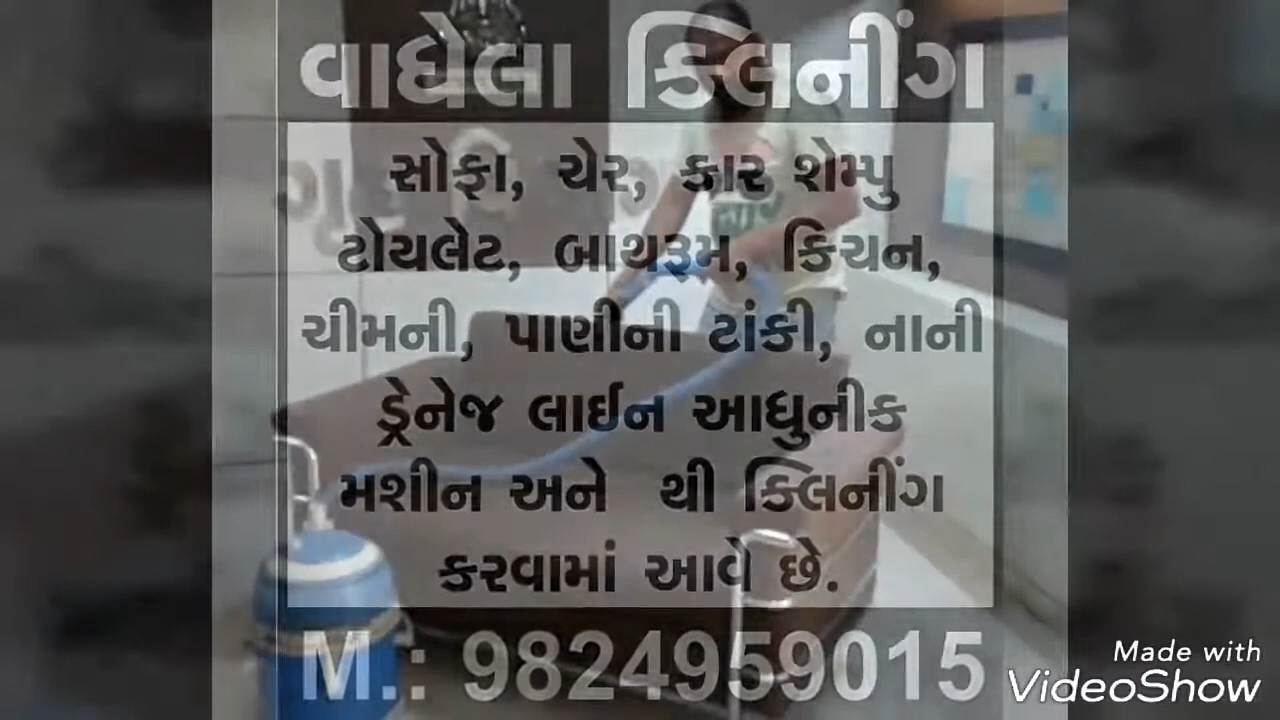 વાઘેલા ક્લિનીંગ
સોફા, ચેર, કાર શેમ્પુ
ટોયલેટ, બાથરૂમ, કિચન,
ચીમની, પાણીની ટાંકી, નાની
ડ્રેનેજ લાઈન આધુનીક
મશીન અને થી ક્લિનીંગ
કરવામાં આવે છે.
M.: 9824959015
Made with
VideoShow